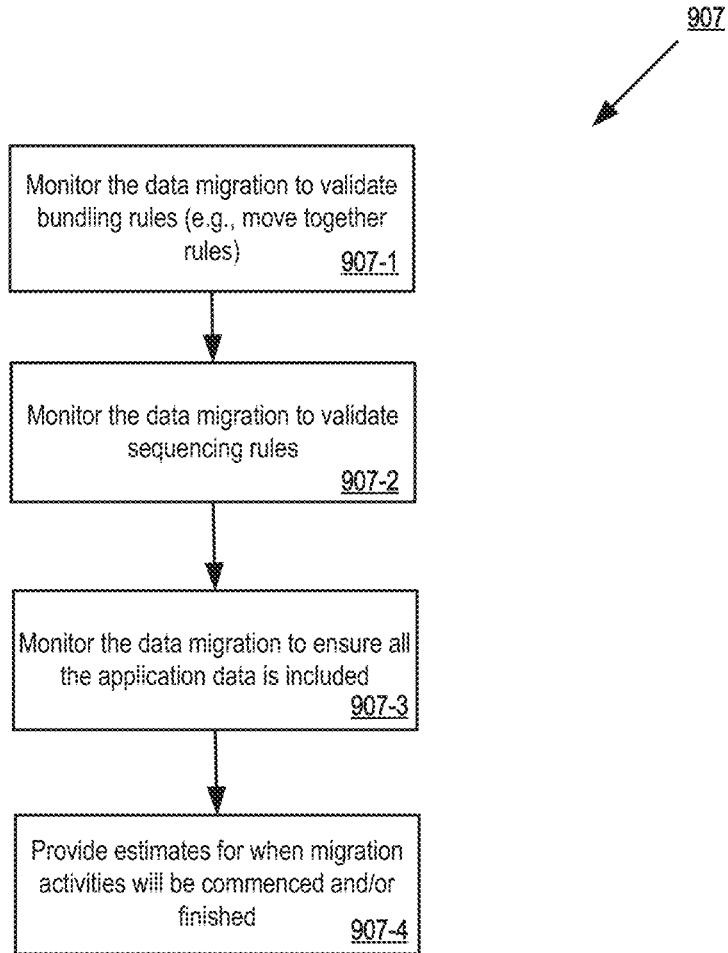 907
Monitor the data migration to validate
bundling rules (e.g., move together
rules)
907-1
Monitor the data migration to validate
sequencing rules
907-2
Monitor the data migration to ensure all
the application data is included
907-3
Provide estimates for when migration
activities will be commenced and/or
finished
907-4